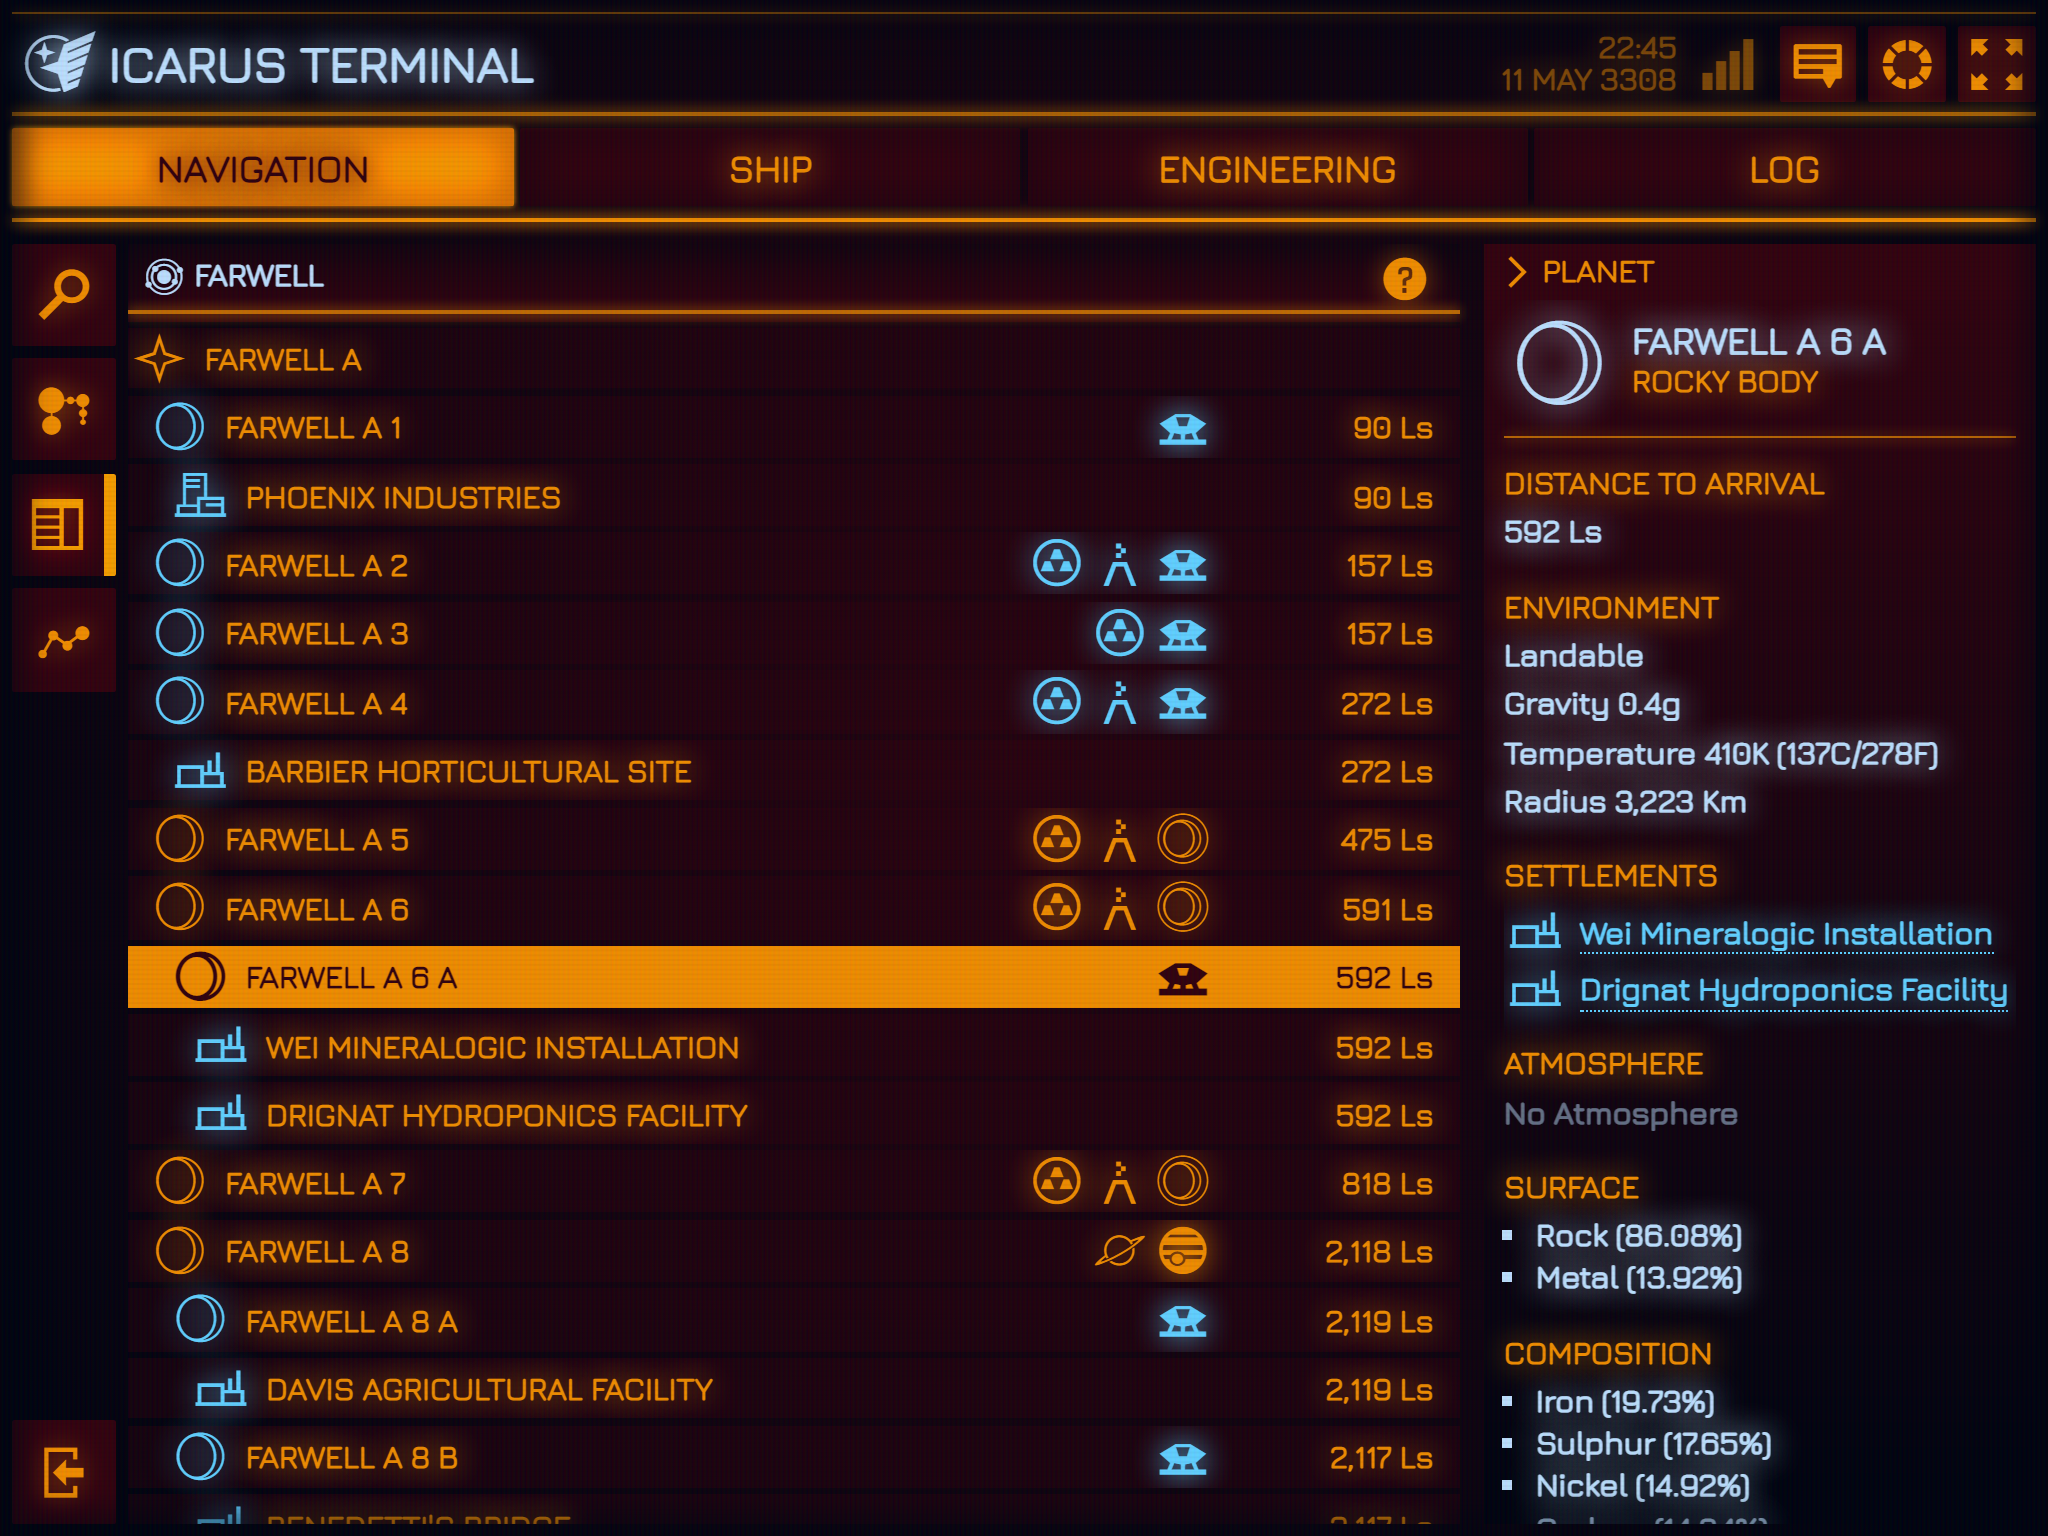 ICARUS TERMINAL
22:45
11 MAY 3308
NAVIGATION
SHIP
ENGINEERING
LOG
FARWELL
?
FARWELL A
FARWELL A 1 90 Ls
PHOENIX INDUSTRIES 90 Ls
FARWELL A 2 157 Ls
FARWELL A 3 157 Ls
FARWELL A 4 272 Ls
BARBIER HORTICULTURAL SITE 272 Ls
FARWELL A 5 475 Ls
FARWELL A 6 591 Ls
FARWELL A 6 A 592 Ls
WEI MINERALOGIC INSTALLATION 592 Ls
DRIGNAT HYDROPONICS FACILITY 592 Ls
FARWELL A 7 818 Ls
FARWELL A 8 2,118 Ls
FARWELL A 8 A 2,119 Ls
DAVIS AGRICULTURAL FACILITY 2,119 Ls
FARWELL A 8 B 2,117 Ls
BENEDETTI'S BRIDGE 2,117 Ls
PLANET
FARWELL A 6 A
ROCKY BODY
DISTANCE TO ARRIVAL
592 Ls
ENVIRONMENT
Landable
Gravity 0.4g
Temperature 410K (137C/278F)
Radius 3,223 Km
SETTLEMENTS
Wei Mineralogic Installation
Drignat Hydroponics Facility
ATMOSPHERE
No Atmosphere
SURFACE
Rock (86.08%)
Metal (13.92%)
COMPOSITION
Iron (19.73%)
Sulphur (17.65%)
Nickel (14.92%)